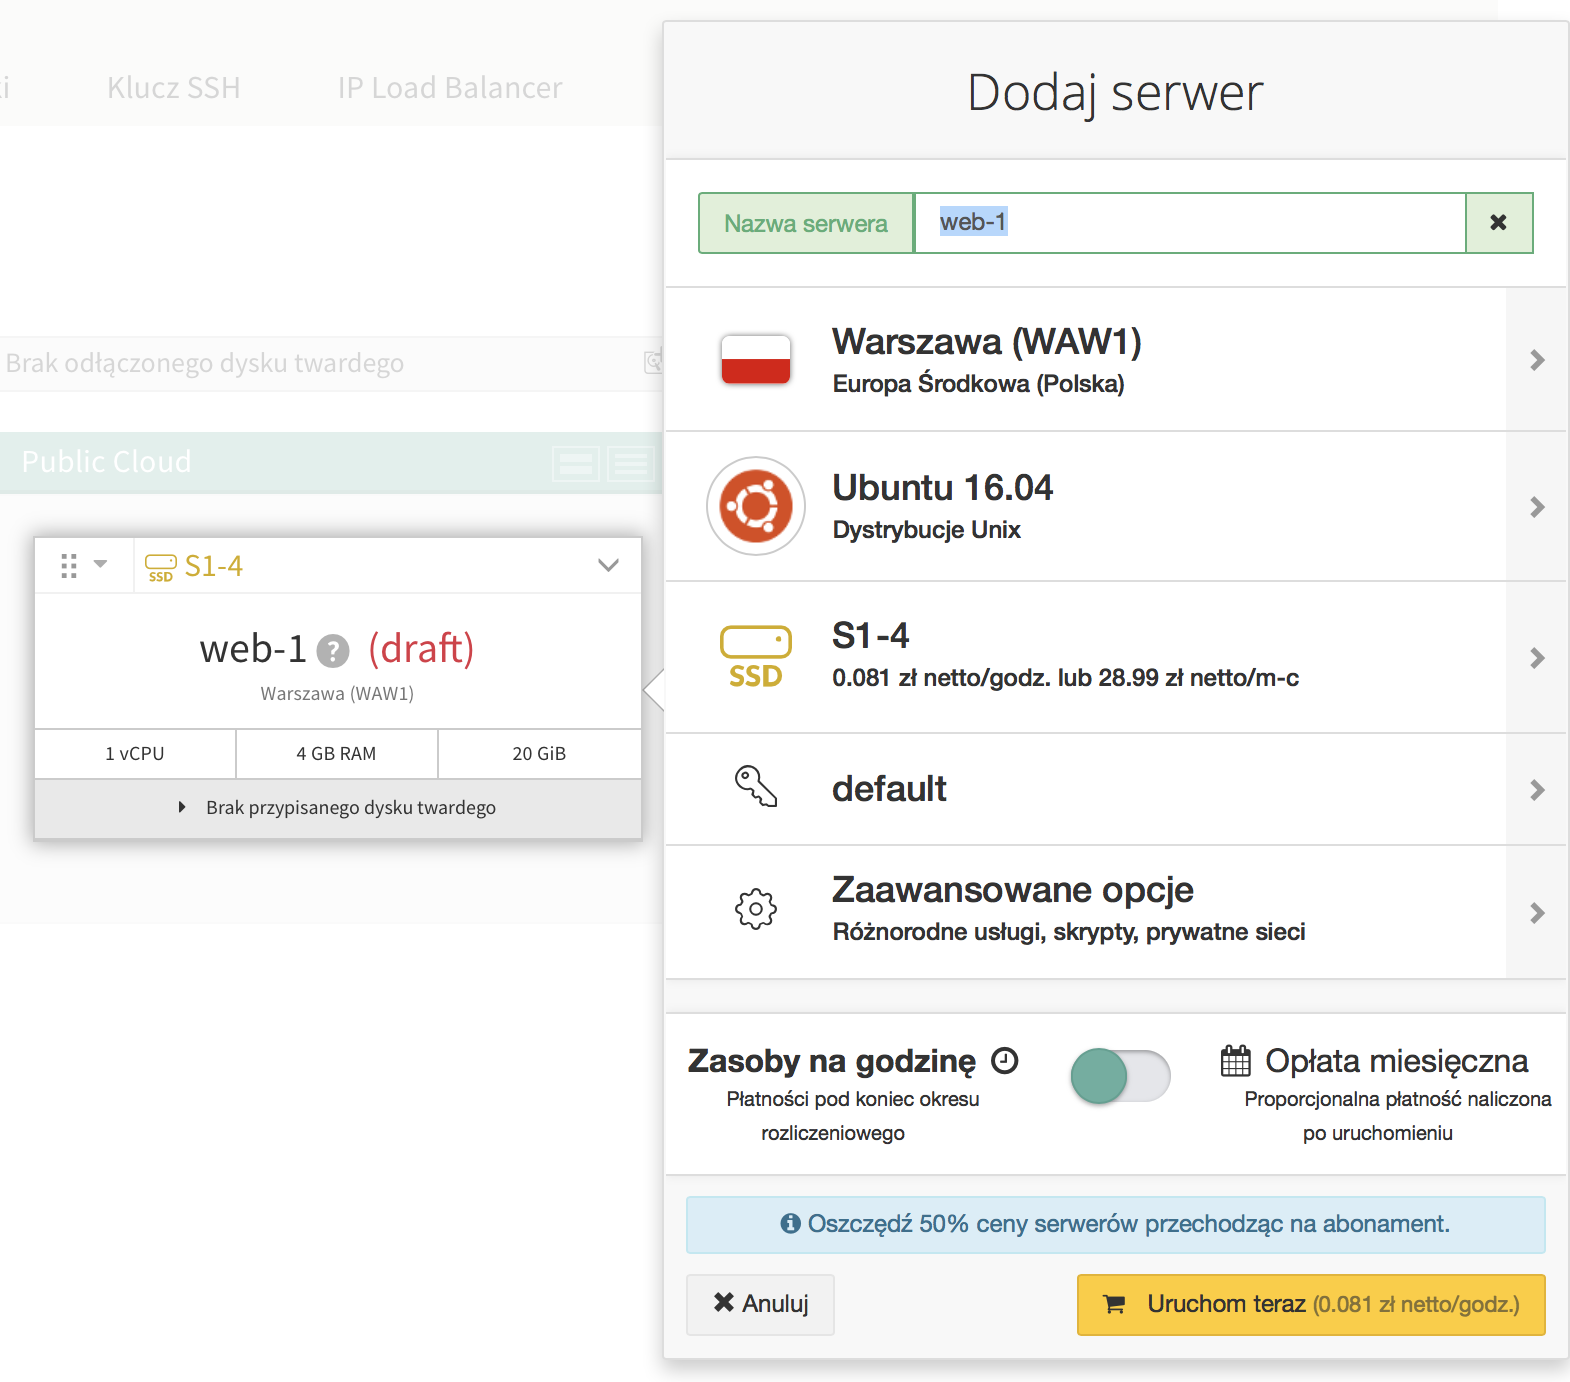 Klucz SSH
IP Load Balancer
Brak odłączonego dysku twardego
Public Cloud
SSD S1-4
web-1 ? (draft)
Warszawa (WAW1)
1 vCPU
4 GB RAM
20 GiB
Brak przypisanego dysku twardego
Dodaj serwer
Nazwa serwera
web-1
Warszawa (WAW1)
Europa Środkowa (Polska)
Ubuntu 16.04
Dystrybucje Unix
SSD
S1-4
0.081 zł netto/godz. lub 28.99 zł netto/m-c
default
Zaawansowane opcje
Różnorodne usługi, skrypty, prywatne sieci
Zasoby na godzinę
Płatności pod koniec okresu
rozliczeniowego
Opłata miesięczna
Proporcjonalna płatność naliczona
po uruchomieniu
Oszczędź 50% ceny serwerów przechodząc na abonament.
Anuluj
Uruchom teraz (0.081 zł netto/godz.)